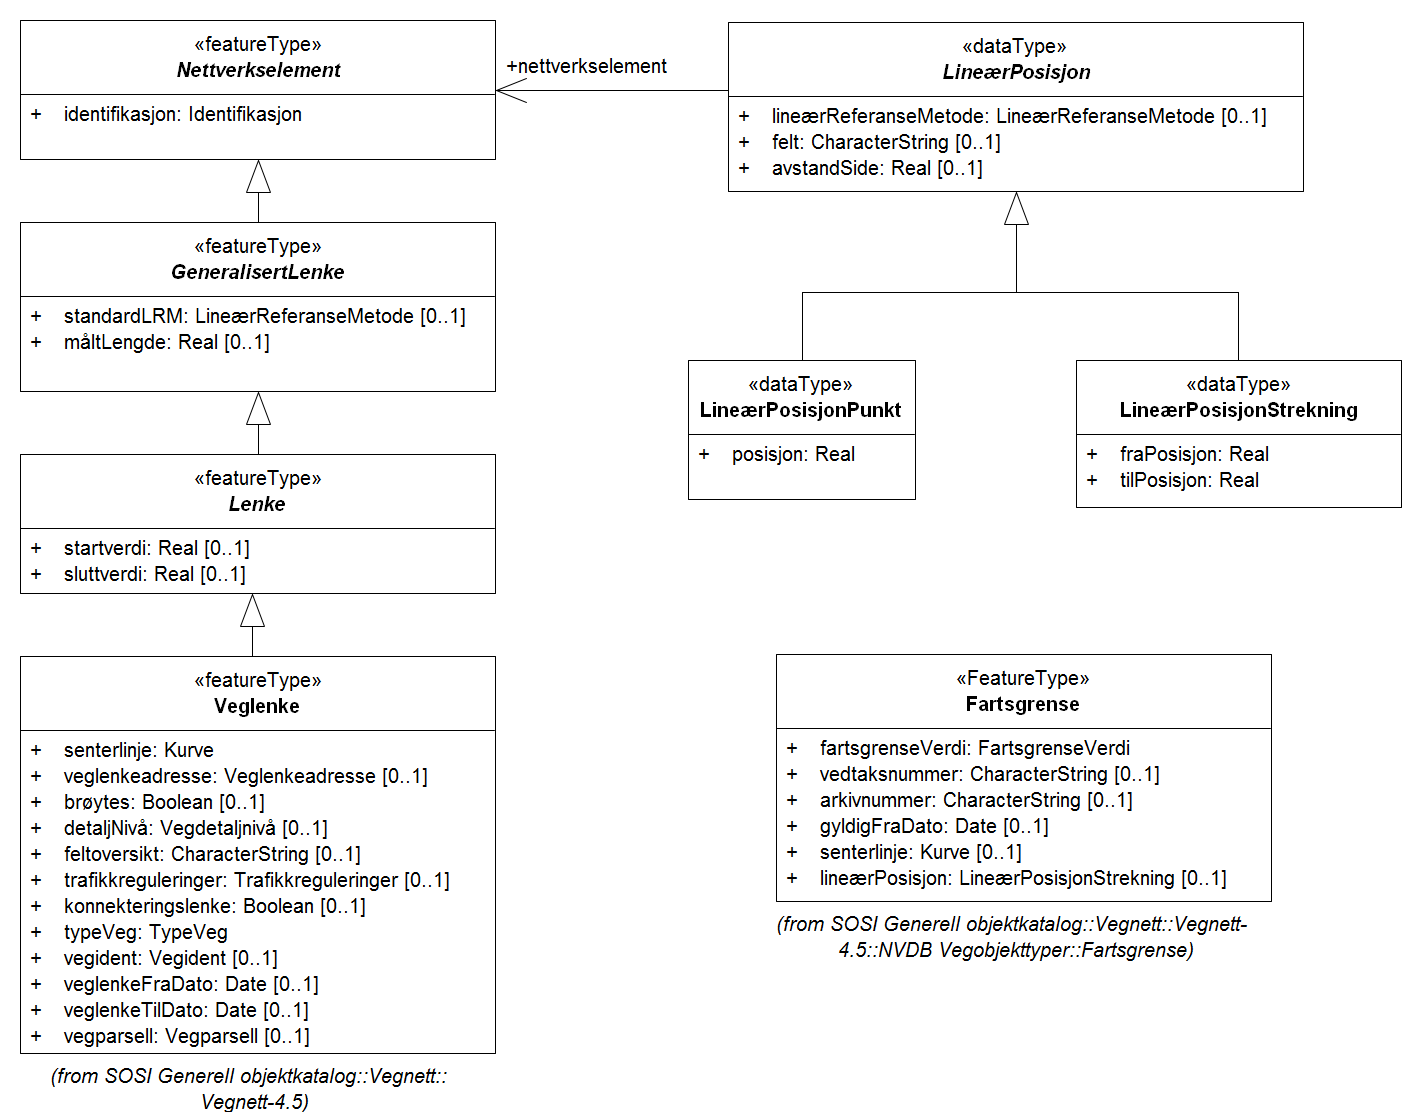 «featureType»
Nettverkselement
+ identifikasjon: Identifikasjon
+nettverkselement
«dataType»
LineærPosisjon
+ lineærReferanseMetode: LineærReferanseMetode [0..1]
+ felt: CharacterString [0..1]
+ avstandSide: Real [0..1]
«featureType»
GeneralisertLenke
+ standardLRM: LineærReferanseMetode [0..1]
+ måltLengde: Real [0..1]
«dataType»
LineærPosisjonPunkt
+ posisjon: Real
«dataType»
LineærPosisjonStrekning
+ fraPosisjon: Real
+ tilPosisjon: Real
«featureType»
Lenke
+ startverdi: Real [0..1]
+ sluttverdi: Real [0..1]
«featureType»
Veglenke
+ senterlinje: Kurve
+ veglenkeadresse: Veglenkeadresse [0..1]
+ brøytes: Boolean [0..1]
+ detaljNivå: Vegdetaljnivå [0..1]
+ feltoversikt: CharacterString [0..1]
+ trafikkreguleringer: Trafikkreguleringer [0..1]
+ konnekteringslenke: Boolean [0..1]
+ typeVeg: TypeVeg
+ vegident: Vegident [0..1]
+ veglenkeFraDato: Date [0..1]
+ veglenkeTilDato: Date [0..1]
+ vegparsell: Vegparsell [0..1]
(from SOSI Generell objektkatalog::Vegnett::
Vegnett-4.5)
«FeatureType»
Fartsgrense
+ fartsgrenseVerdi: FartsgrenseVerdi
+ vedtaksnummer: CharacterString [0..1]
+ arkivnummer: CharacterString [0..1]
+ gyldigFraDato: Date [0..1]
+ senterlinje: Kurve [0..1]
+ lineærPosisjon: LineærPosisjonStrekning [0..1]
(from SOSI Generell objektkatalog::Vegnett::Vegnett-
4.5::NVDB Vegobjekttyper::Fartsgrense)